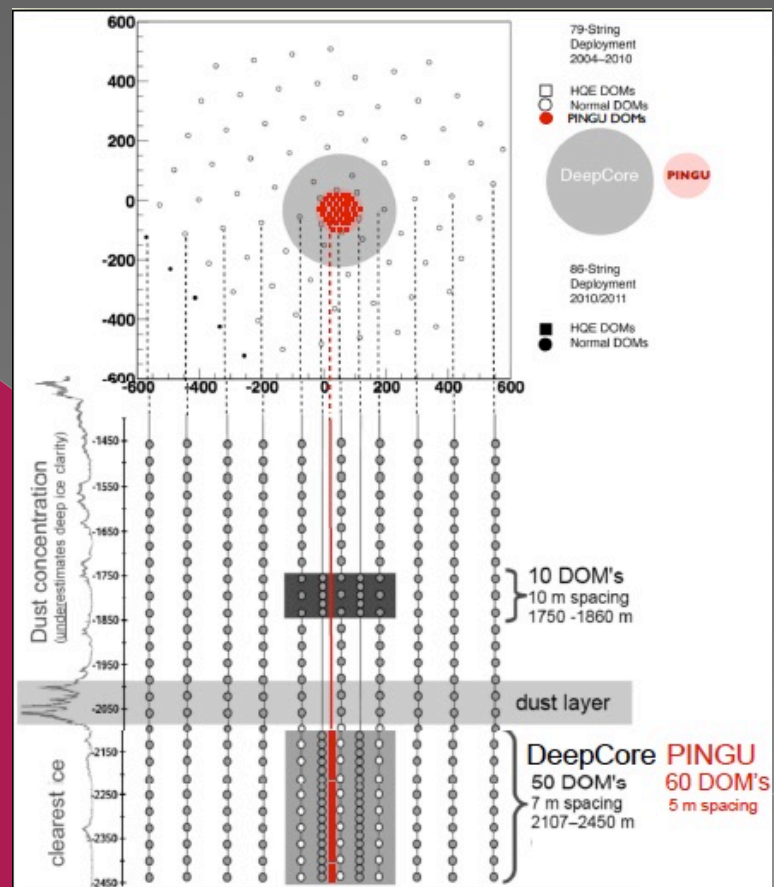 79-String
Deployment
2004–2010
HQE DOMs
Normal DOMs
PINGU DOMs
DeepCore
PINGU
86-String
Deployment
2010/2011
HQE DOMs
Normal DOMs
600
400
200
0
-200
-400
-600
-600 -400 -200 0 200 400 600
Dust concentration
(underestimates deep ice clarity)
clearest ice
-1450
-1550
-1650
-1750
-1850
-1950
-2050
-2150
-2250
-2350
-2450
10 DOM's
10 m spacing
1750 -1860 m
dust layer
DeepCore PINGU
50 DOM's 60 DOM's
7 m spacing 5 m spacing
2107–2450 m